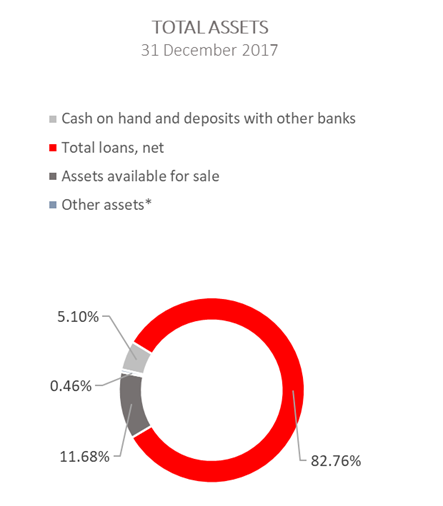 TOTAL ASSETS
31 December 2017
Cash on hand and deposits with other banks
Total loans, net
Assets available for sale
Other assets*
5.10%
0.46%
11.68%
82.76%